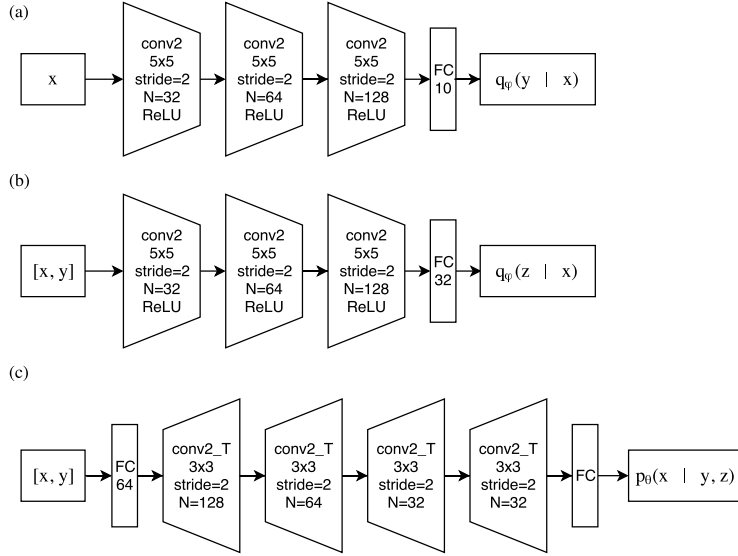 (a)
x
conv2
5x5
stride=2
N=32
ReLU
conv2
5x5
stride=2
N=64
ReLU
conv2
5x5
stride=2
N=128
ReLU
FC
10
qφ(y | x)
(b)
[x, y]
conv2
5x5
stride=2
N=32
ReLU
conv2
5x5
stride=2
N=64
ReLU
conv2
5x5
stride=2
N=128
ReLU
FC
32
qφ(z | x)
(c)
[x, y]
FC
64
conv2_T
3x3
stride=2
N=128
conv2_T
3x3
stride=2
N=64
conv2_T
3x3
stride=2
N=32
conv2_T
3x3
stride=2
N=32
FC
pθ(x | y, z)